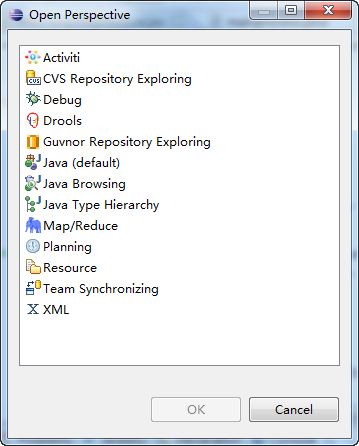 Open Perspective
Activiti
CVS Repository Exploring
Debug
Drools
Guvnor Repository Exploring
Java (default)
Java Browsing
Java Type Hierarchy
Map/Reduce
Planning
Resource
Team Synchronizing
XML
OK
Cancel